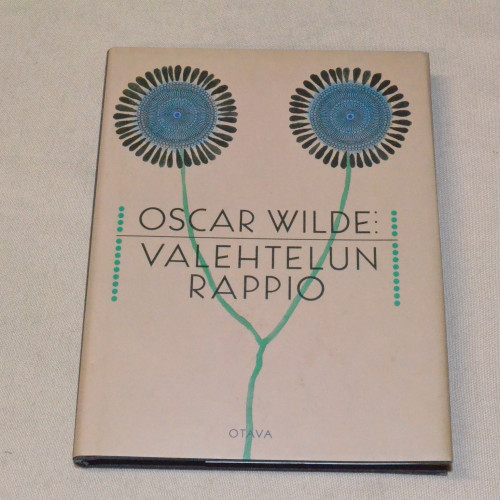 OSCAR WILDE:
VALEHTELUN
RAPPIO
OTAVA